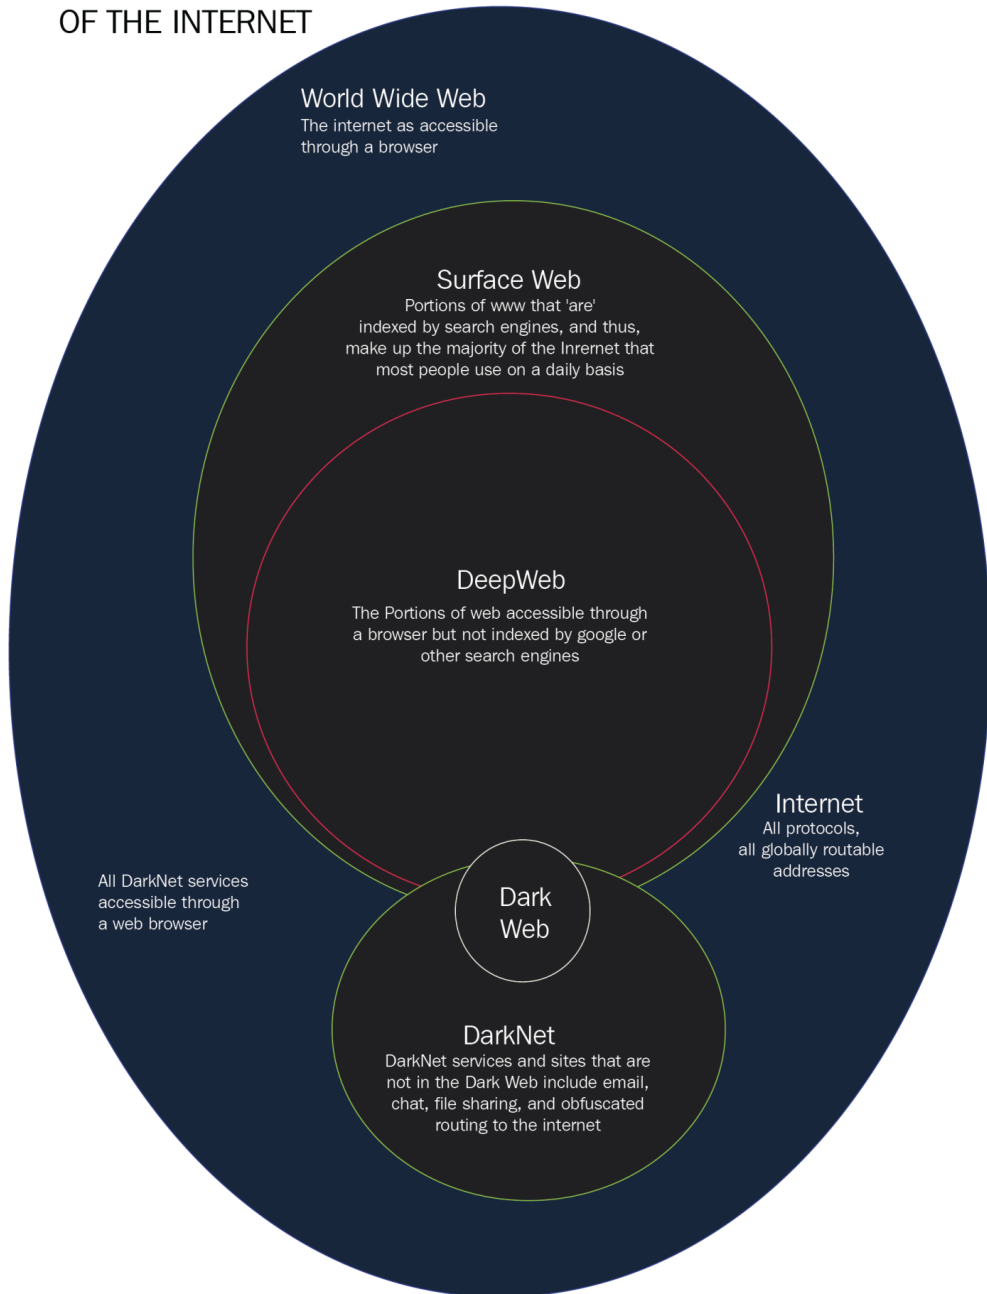 OF THE INTERNET
World Wide Web
The internet as accessible
through a browser
Surface Web
Portions of www that 'are'
indexed by search engines, and thus,
make up the majority of the Inrernet that
most people use on a daily basis
DeepWeb
The Portions of web accessible through
a browser but not indexed by google or
other search engines
Internet
All protocols,
all globally routable
addresses
All DarkNet services
accessible through
a web browser
Dark
Web
DarkNet
DarkNet services and sites that are
not in the Dark Web include email,
chat, file sharing, and obfuscated
routing to the internet